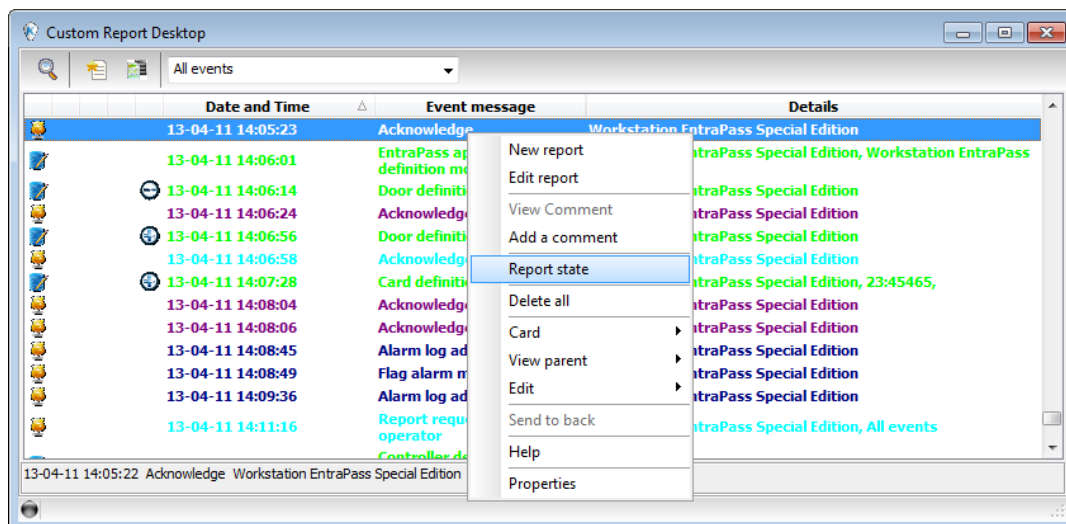 Custom Report Desktop
All events
Date and Time Event message Details
13-04-11 14:05:23 Acknowledge Workstation EntraPass Special Edition
13-04-11 14:06:01 EntraPass ap ntraPass Special Edition, Workstation EntraPass
definition mo
13-04-11 14:06:14 Door definiti ntraPass Special Edition
13-04-11 14:06:24 Acknowledg ntraPass Special Edition
13-04-11 14:06:56 Door definiti ntraPass Special Edition
13-04-11 14:06:58 Acknowledg ntraPass Special Edition
13-04-11 14:07:28 Card definiti ntraPass Special Edition, 23:45465,
13-04-11 14:08:04 Acknowledg ntraPass Special Edition
13-04-11 14:08:06 Acknowledg ntraPass Special Edition
13-04-11 14:08:45 Alarm log ad ntraPass Special Edition
13-04-11 14:08:49 Flag alarm m ntraPass Special Edition
13-04-11 14:09:36 Alarm log ad ntraPass Special Edition
13-04-11 14:11:16 Report requ ntraPass Special Edition, All events
operator
Controller de
New report
Edit report
View Comment
Add a comment
Report state
Delete all
Card
View parent
Edit
Send to back
Help
Properties
13-04-11 14:05:22 Acknowledge Workstation EntraPass Special Edition